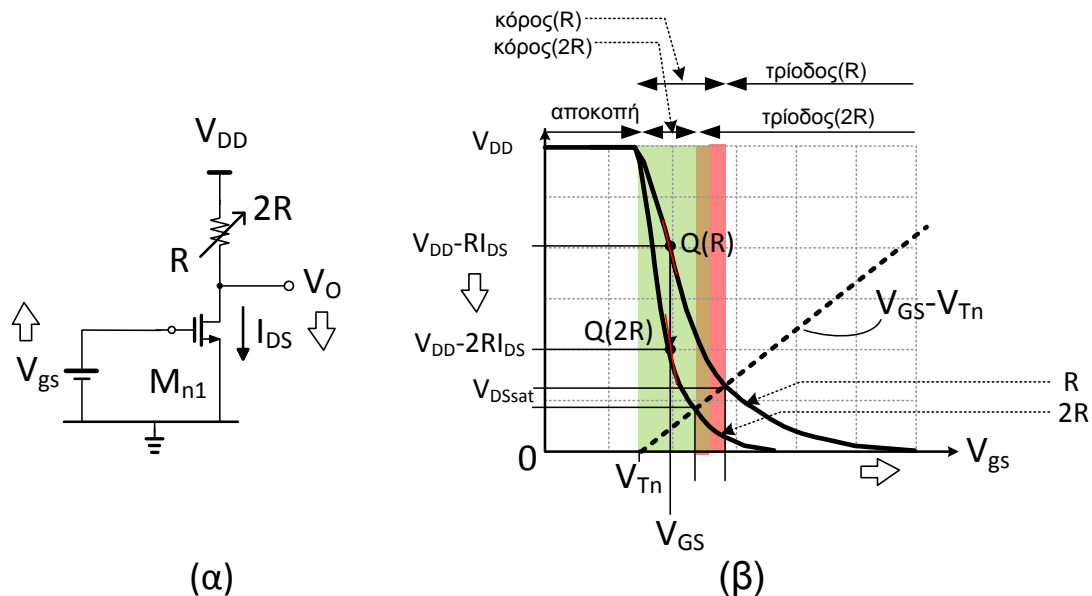 V_DD
2R
R
V_O
I_DS
V_gs
M_n1
(α)
κόρος(R)
κόρος(2R)
τρίοδος(R)
αποκοπή
τρίοδος(2R)
V_DD
V_DD-RI_DS
Q(R)
V_GS-V_Tn
V_DD-2RI_DS
Q(2R)
V_DSsat
R
2R
0
V_gs
V_Tn
V_GS
(β)